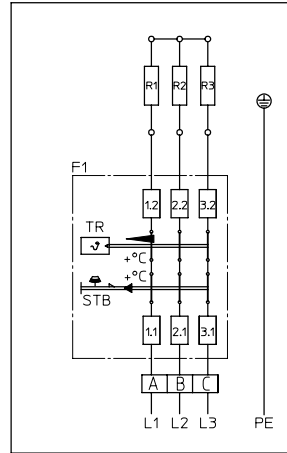 R1 R2 R3
F1
1.2 2.2 3.2
TR
+°C
+°C
STB
1.1 2.1 3.1
A B C
L1 L2 L3 PE